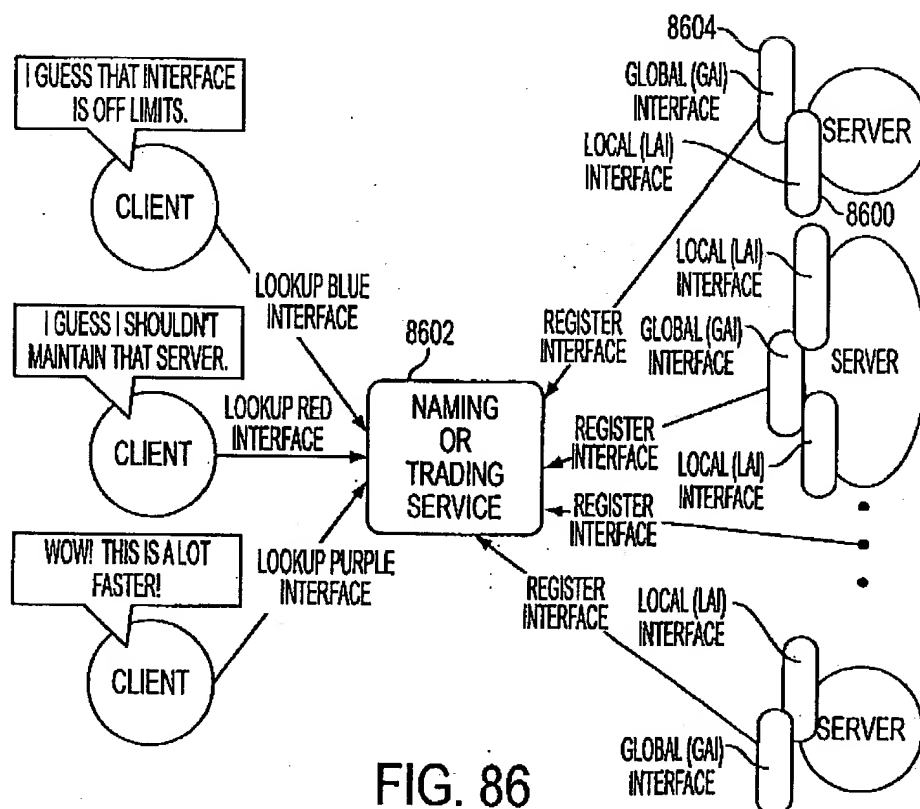 8604
GLOBAL (GAI)
INTERFACE
SERVER
LOCAL (LAI)
INTERFACE
8600
I GUESS THAT INTERFACE
IS OFF LIMITS.
CLIENT
LOOKUP BLUE
INTERFACE
I GUESS I SHOULDN'T
MAINTAIN THAT SERVER.
CLIENT
LOOKUP RED
INTERFACE
WOW! THIS IS A LOT
FASTER!
CLIENT
LOOKUP PURPLE
INTERFACE
8602
NAMING
OR
TRADING
SERVICE
REGISTER
INTERFACE
LOCAL (LAI)
INTERFACE
GLOBAL (GAI)
INTERFACE
SERVER
REGISTER
INTERFACE
LOCAL (LAI)
INTERFACE
REGISTER
INTERFACE
REGISTER
INTERFACE
LOCAL (LAI)
INTERFACE
SERVER
GLOBAL (GAI)
INTERFACE
FIG. 86